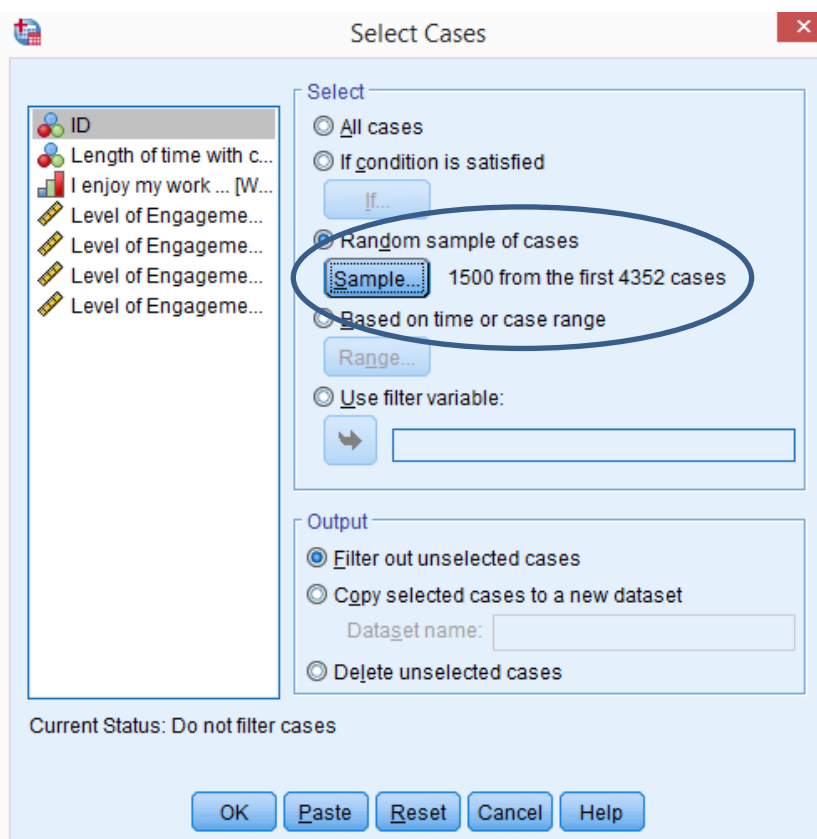 Select Cases
ID
Length of time with c...
I enjoy my work ... [W...
Level of Engageme...
Level of Engageme...
Level of Engageme...
Level of Engageme...
Select
All cases
If condition is satisfied
If...
Random sample of cases
Sample... 1500 from the first 4352 cases
Based on time or case range
Range...
Use filter variable:
Output
Filter out unselected cases
Copy selected cases to a new dataset
Dataset name:
Delete unselected cases
Current Status: Do not filter cases
OK Paste Reset Cancel Help